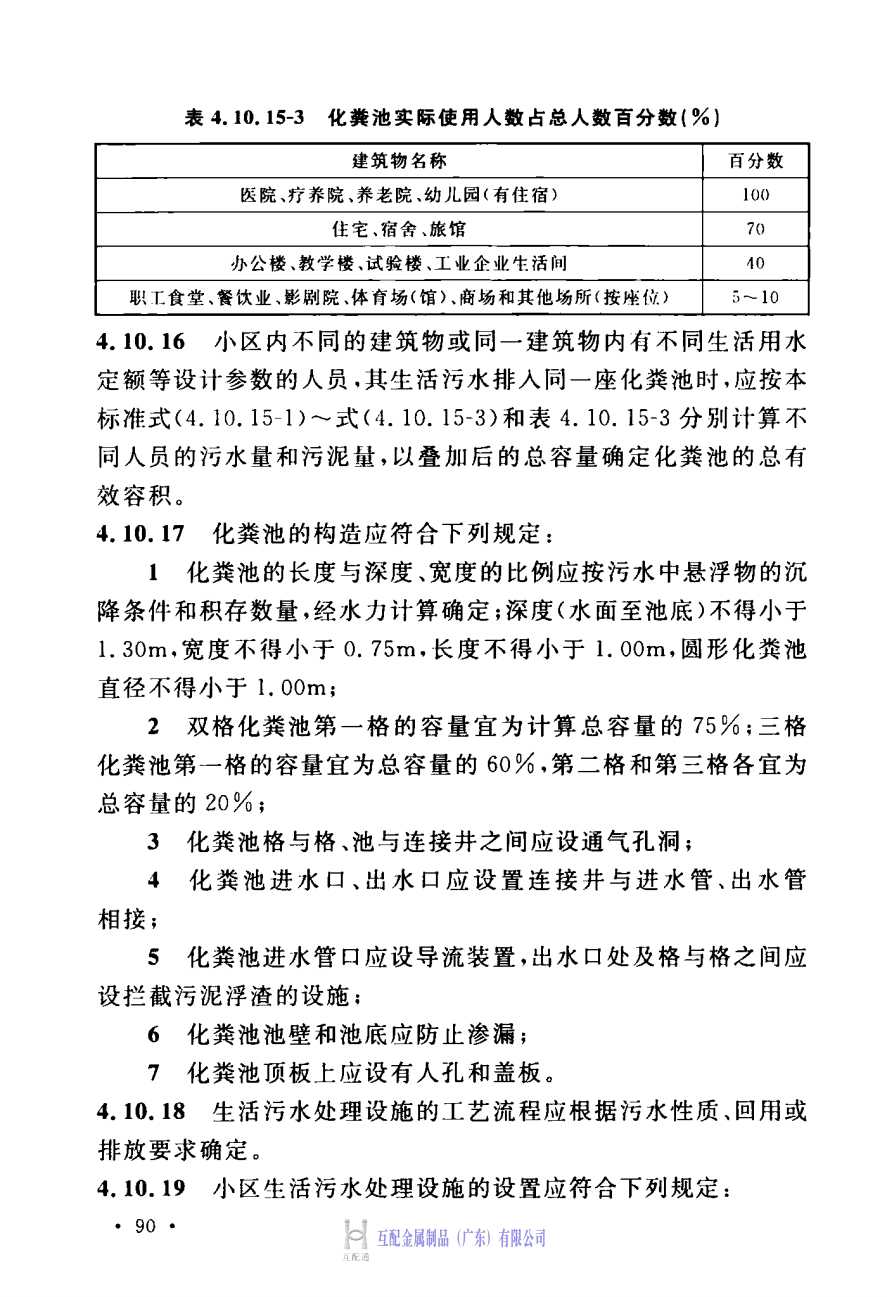 表 4.10.15-3 化粪池实际使用人数占总人数百分数(%)
建筑物名称 百分数
医院、疗养院、养老院、幼儿园(有住宿) 100
住宅、宿舍、旅馆 70
办公楼、教学楼、试验楼、工业企业生活间 40
职工食堂、餐饮业、影剧院、体育场(馆)、商场和其他场所(按座位) 5~10
4.10.16 小区内不同的建筑物或同一建筑物内有不同生活用水
定额等设计参数的人员,其生活污水排入同一座化粪池时,应按本
标准式(4.10.15-1)~式(4.10.15-3)和表 4.10.15-3 分别计算不
同人员的污水量和污泥量,以叠加后的总容量确定化粪池的总有
效容积。
4.10.17 化粪池的构造应符合下列规定:
1 化粪池的长度与深度、宽度的比例应按污水中悬浮物的沉
降条件和积存数量,经水力计算确定;深度(水面至池底)不得小于
1.30m,宽度不得小于 0.75m,长度不得小于 1.00m,圆形化粪池
直径不得小于 1.00m;
2 双格化粪池第一格的容量宜为计算总容量的 75%;三格
化粪池第一格的容量宜为总容量的 60%,第二格和第三格各宜为
总容量的 20%;
3 化粪池格与格、池与连接井之间应设通气孔洞;
4 化粪池进水口、出水口应设置连接井与进水管、出水管
相接;
5 化粪池进水管口应设导流装置,出水口处及格与格之间应
设拦截污泥浮渣的设施;
6 化粪池池壁和池底应防止渗漏;
7 化粪池顶板上应设有人孔和盖板。
4.10.18 生活污水处理设施的工艺流程应根据污水性质、回用或
排放要求确定。
4.10.19 小区生活污水处理设施的设置应符合下列规定:
• 90 •
互配金属制品(广东)有限公司
互配通